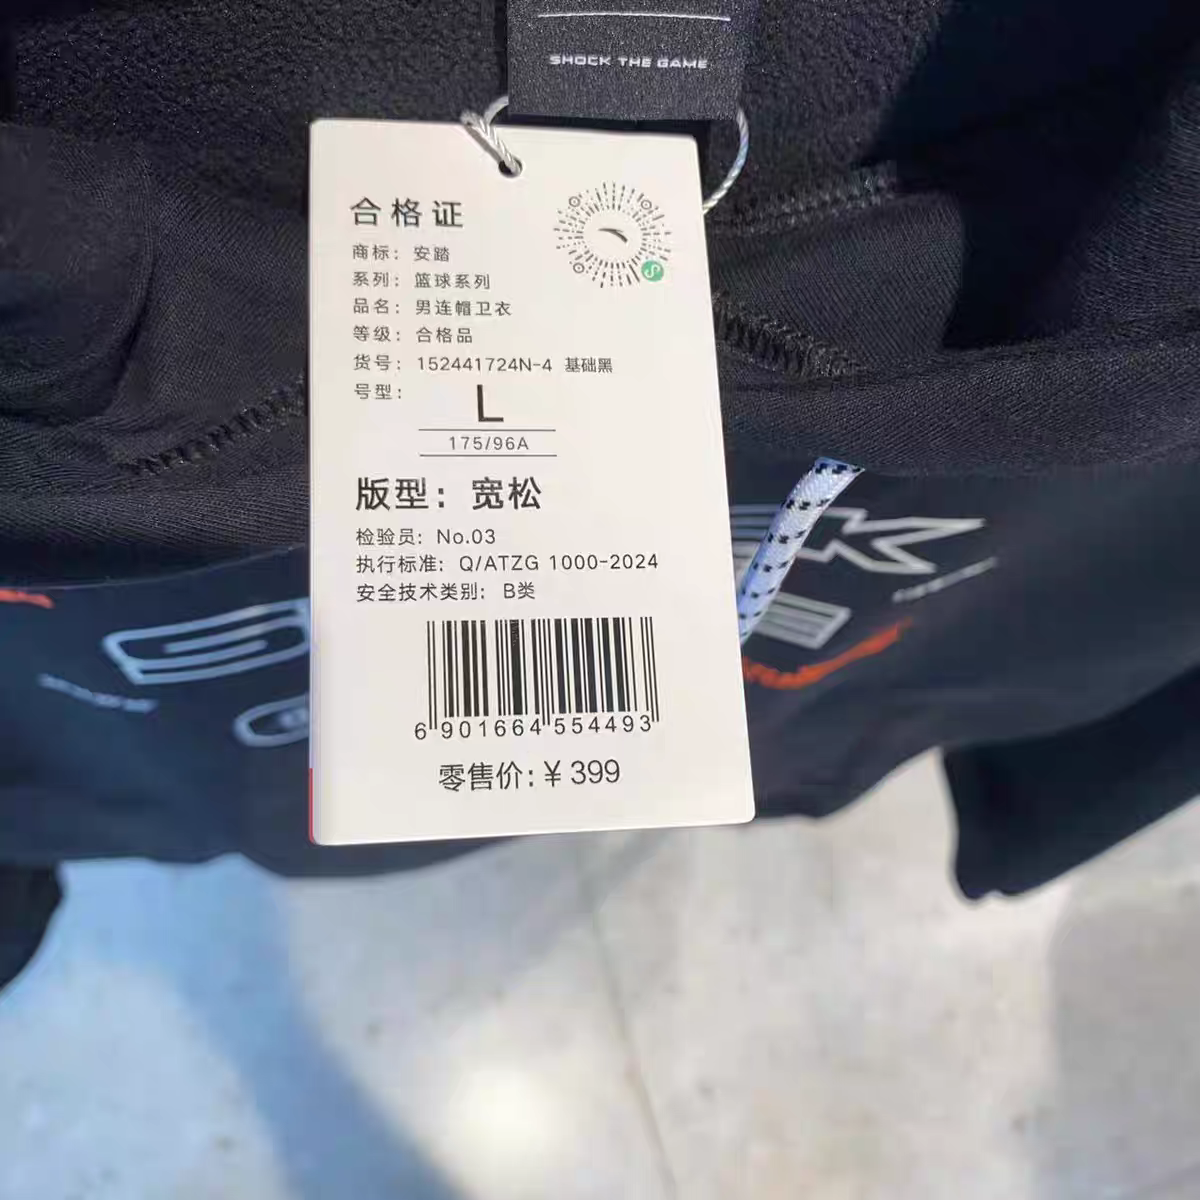 SHOCK THE GAME
合格证
商标：安踏
系列：篮球系列
品名：男连帽卫衣
等级：合格品
货号：152441724N-4 基础黑
号型：
L
175/96A
版型：宽松
检验员：No.03
执行标准：Q/ATZG 1000-2024
安全技术类别：B类
6 901664 554493
零售价：¥ 399